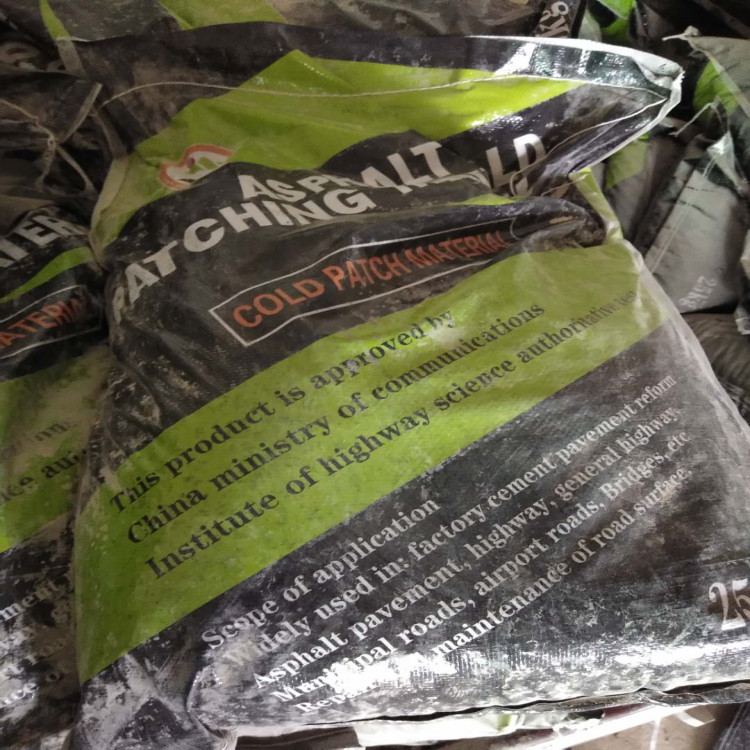 ASPHALT
PATCHING
COLD PATCH MATERIAL
This product is approved by
China ministry of communications
Institute of highway science authoritative
Scope of application
Widely used in: factory cement pavement reform
Asphalt pavement, highway, general highway,
Municipal roads, airport roads, Bridges, etc
maintenance of road surface
25
MATERIAL